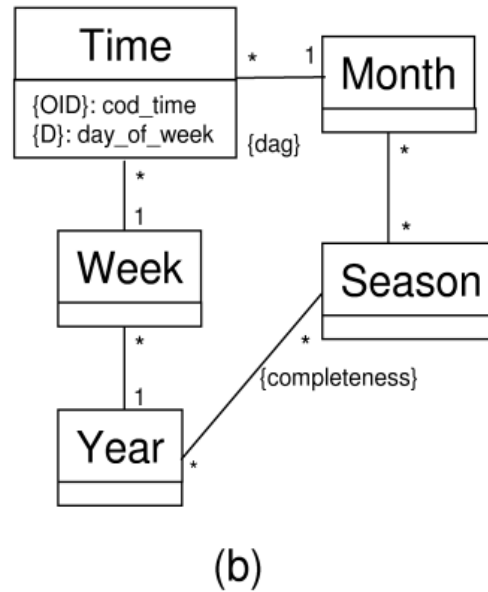 Time
{OID}: cod_time
{D}: day_of_week
*
1
Month
{dag}
*
1
*
*
Week
Season
*
1
*
{completeness}
Year
*
(b)